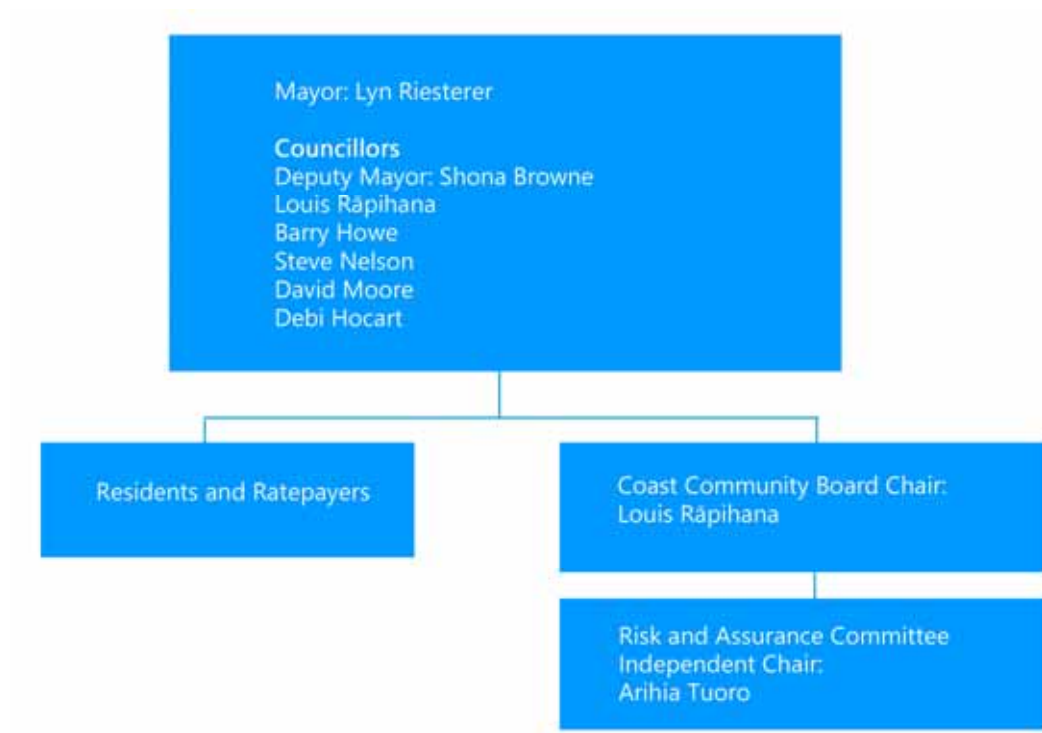 Mayor: Lyn Riesterer
Councillors
Deputy Mayor: Shona Browne
Louis Rāpihana
Barry Howe
Steve Nelson
David Moore
Debi Hocart
Residents and Ratepayers
Coast Community Board Chair:
Louis Rāpihana
Risk and Assurance Committee
Independent Chair:
Arihia Tuoro